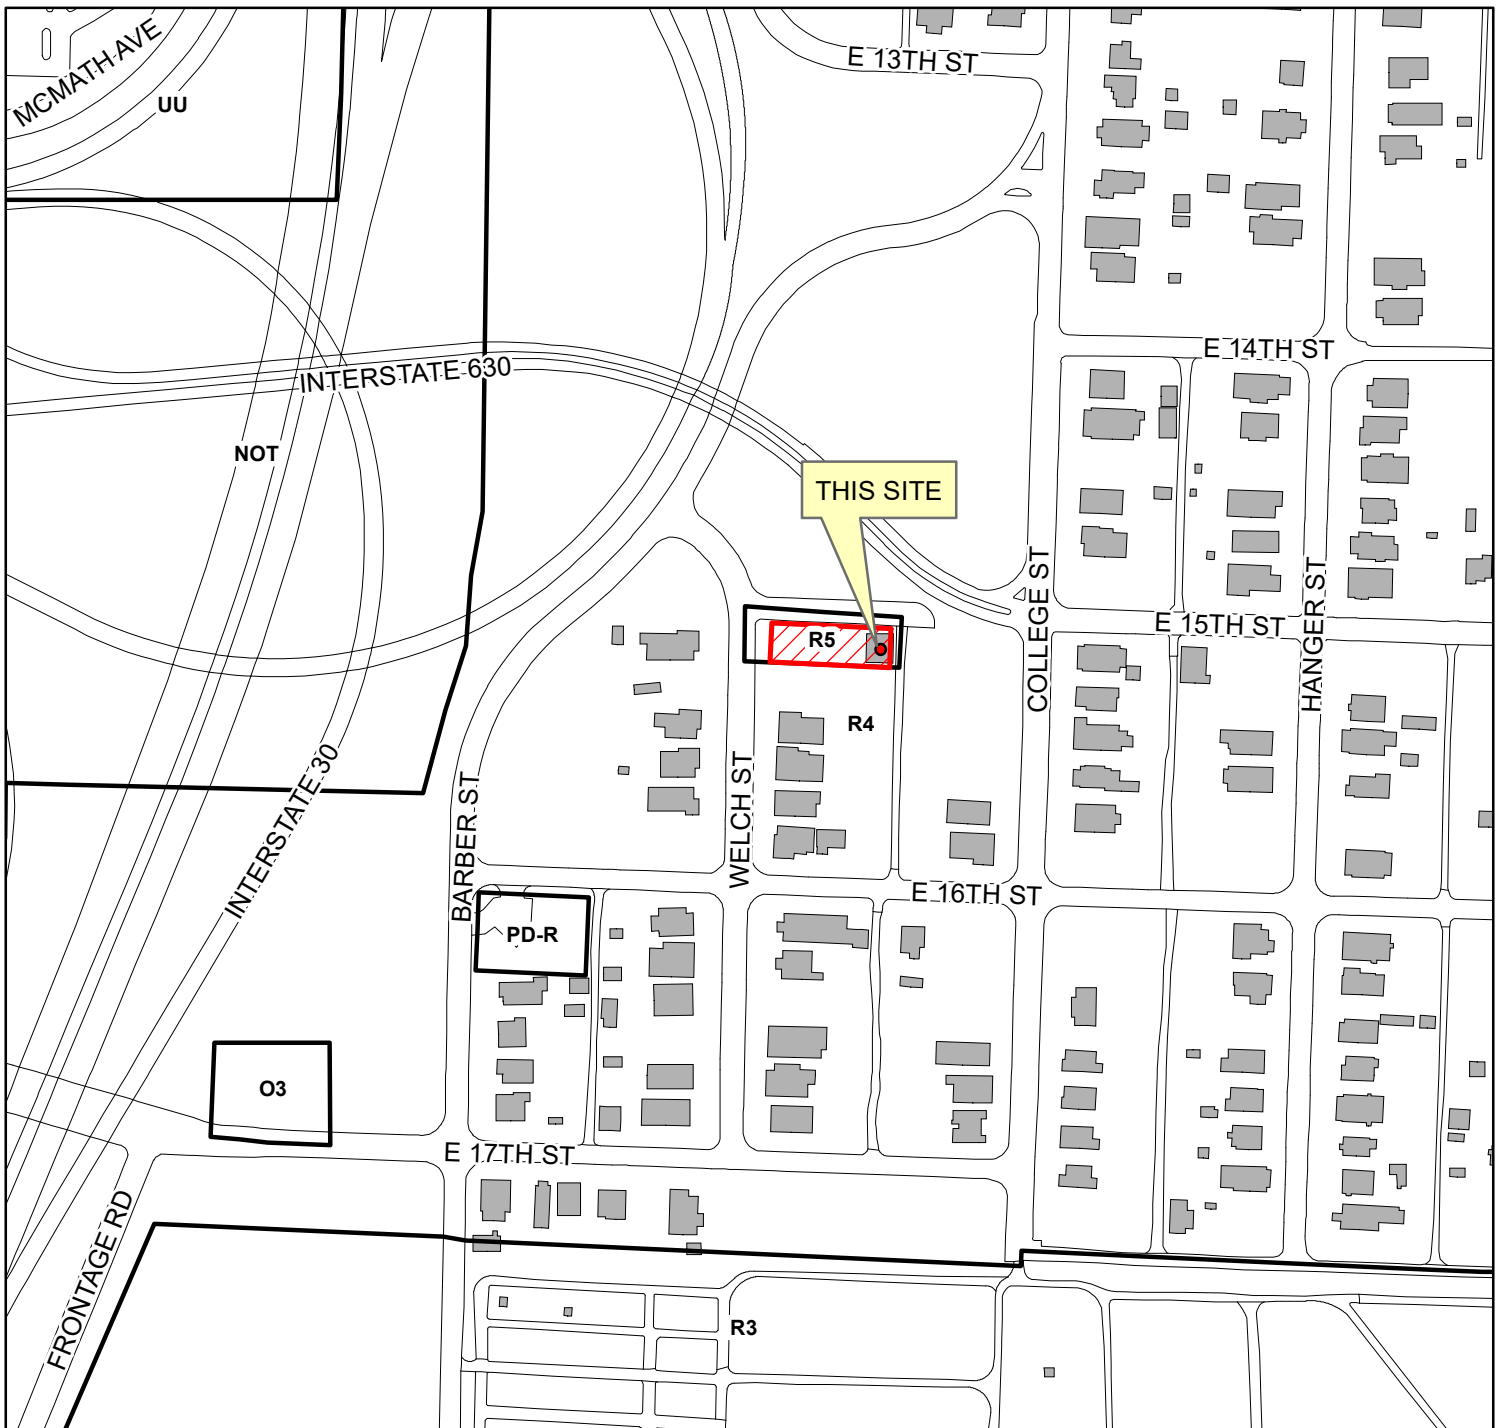 MCMATH AVE
UU
E 13TH ST
E 14TH ST
INTERSTATE 630
NOT
THIS SITE
COLLEGE ST
HANGER ST
E 15TH ST
R5
R4
INTERSTATE 30
BARBER ST
WELCH ST
E 16TH ST
PD-R
O3
E 17TH ST
FRONTAGE RD
R3